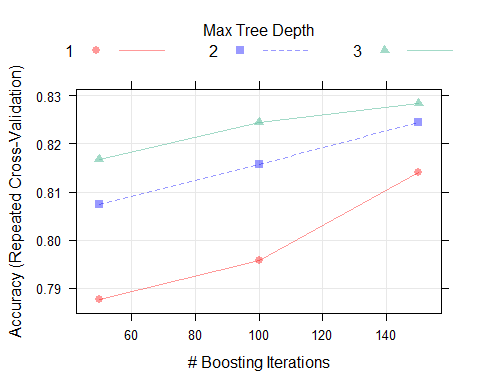 Max Tree Depth
1 2 3
Accuracy (Repeated Cross-Validation)
0.83
0.82
0.81
0.80
0.79
60 80 100 120 140
# Boosting Iterations